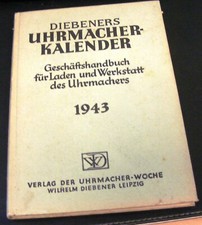 DIEBENERS
UHRMACHER-
KALENDER
Geschäftshandbuch
für Laden und Werkstatt
des Uhrmachers
1943
VERLAG DER UHRMACHER-WOCHE
WILHELM DIEBENER LEIPZIG